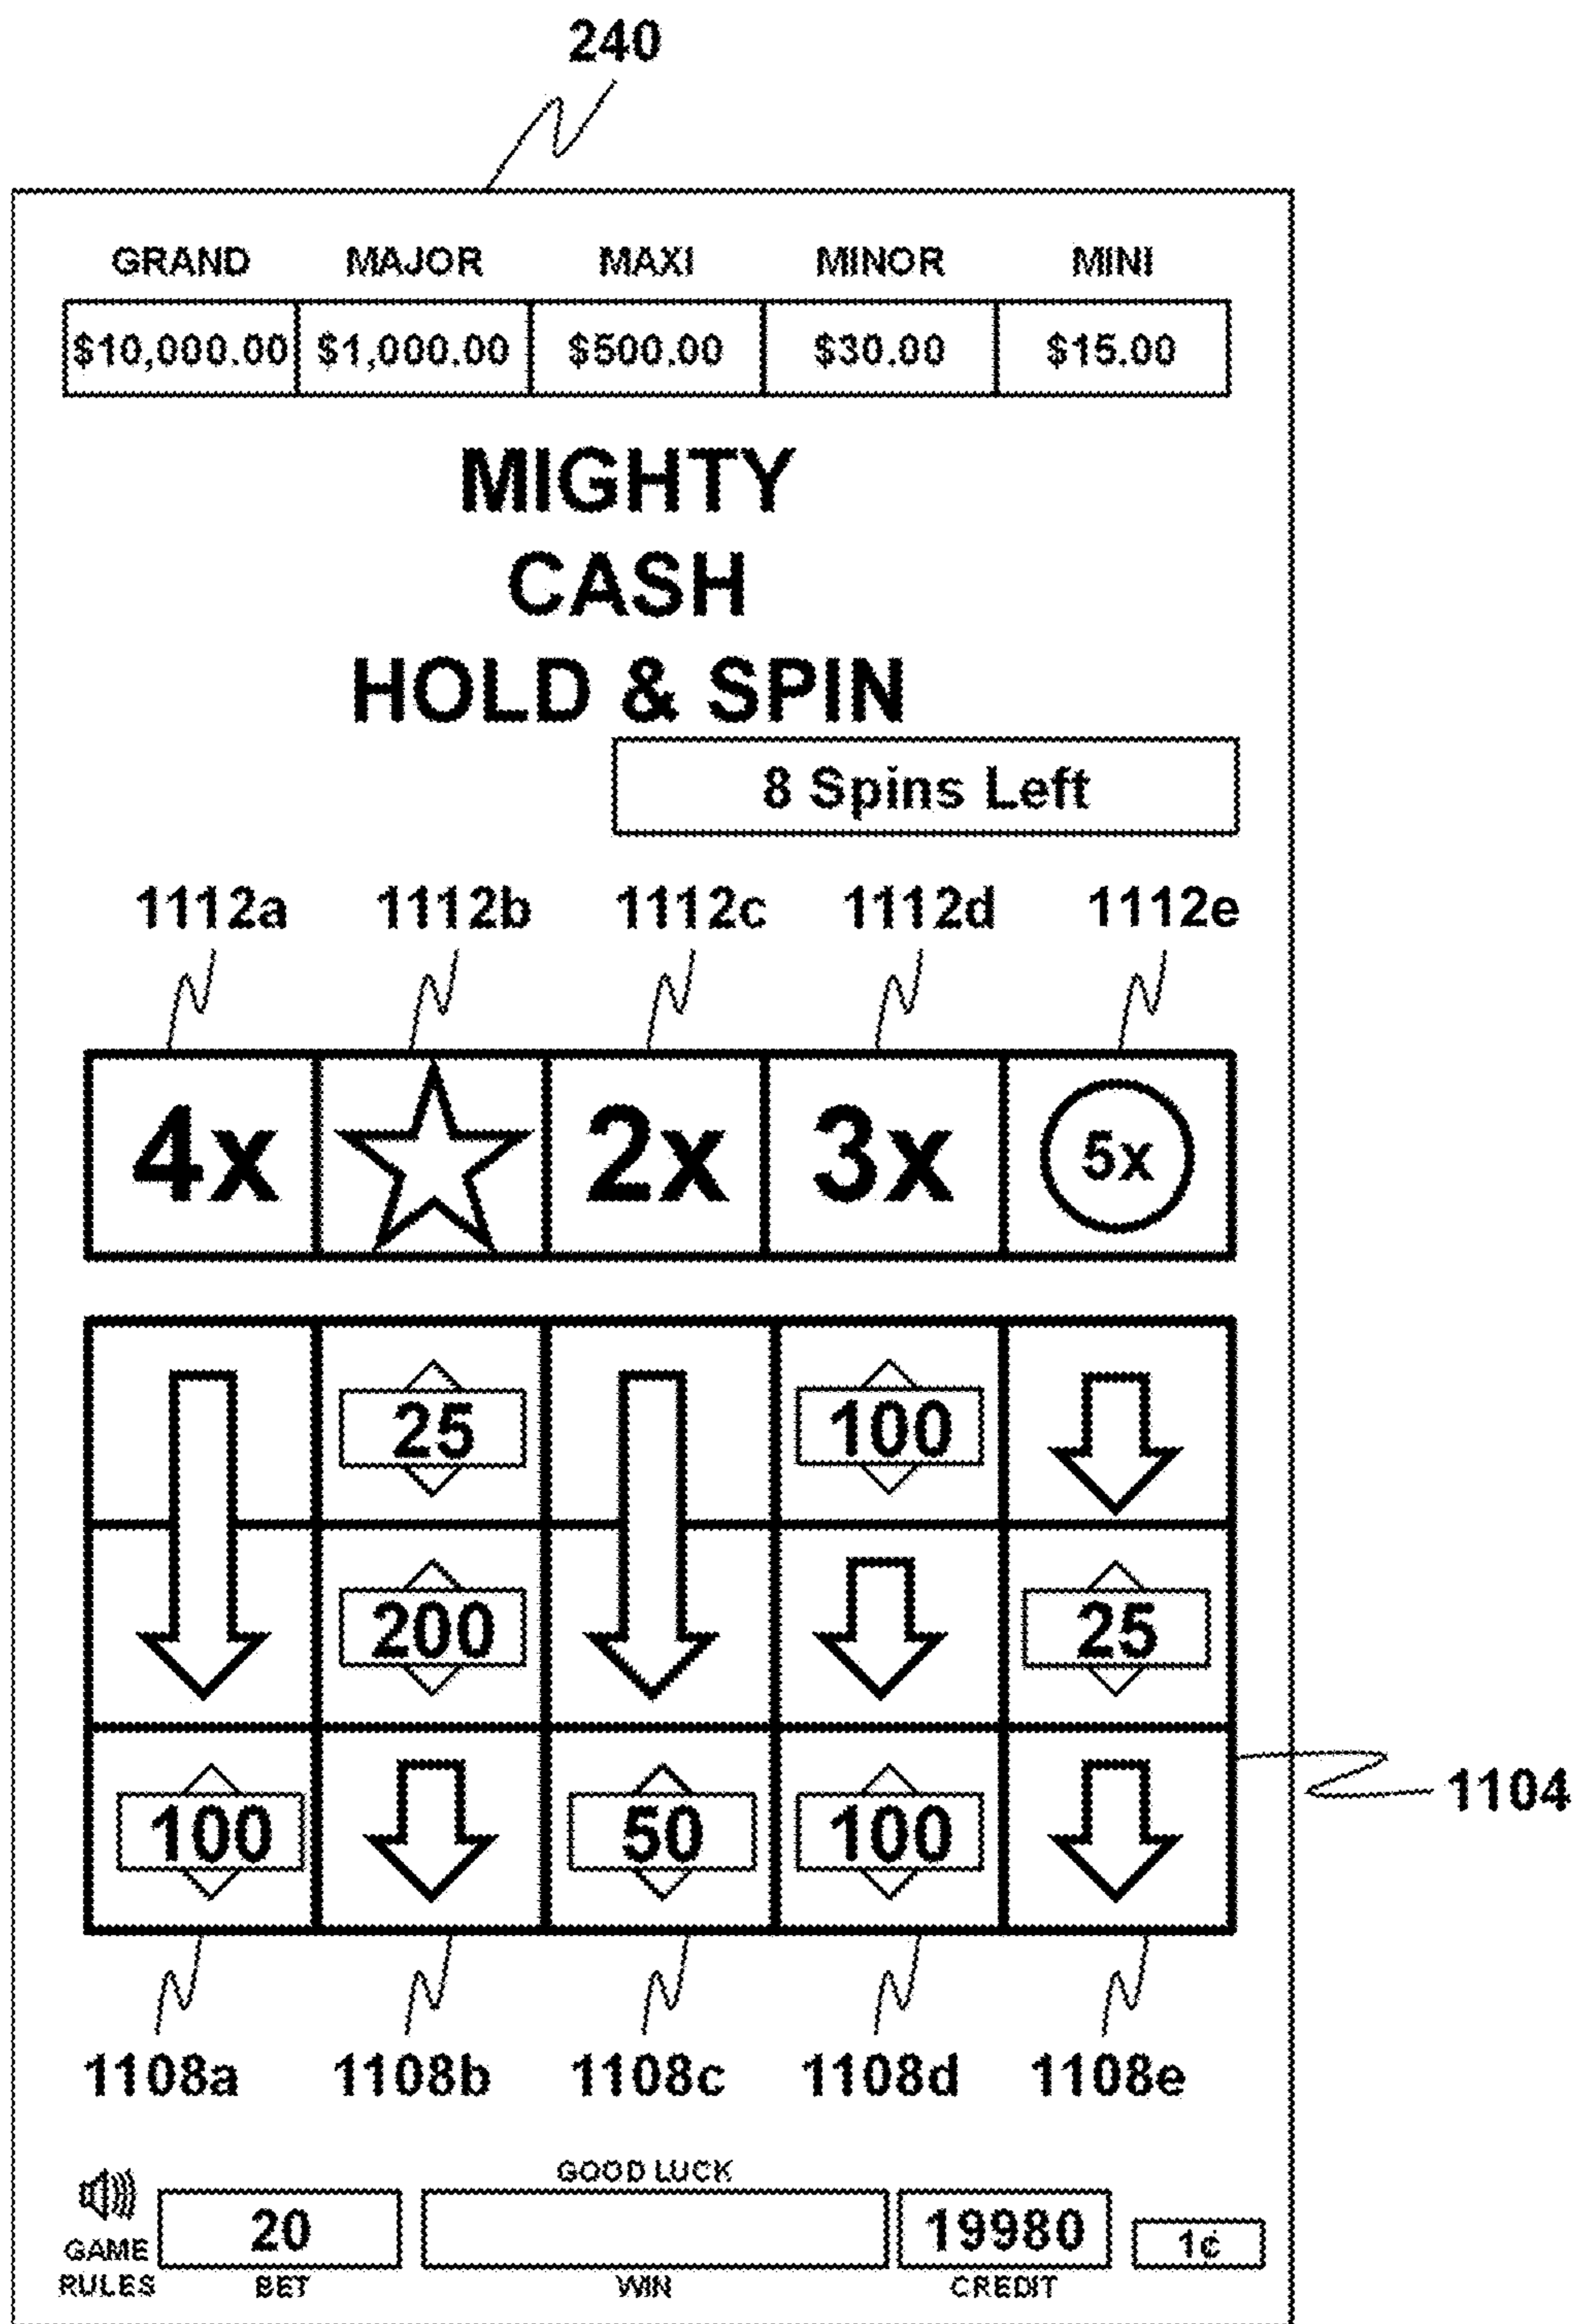 240
GRAND MAJOR MAXI MINOR MINI
$10,000.00 $1,000.00 $500.00 $30.00 $15.00
MIGHTY
CASH
HOLD & SPIN
8 Spins Left
1112a 1112b 1112c 1112d 1112e
4x 2x 3x 5x
25 100
200 25
100 50 100
1104
1108a 1108b 1108c 1108d 1108e
GOOD LUCK
20 19980 1¢
GAME
RULES BET WIN CREDIT